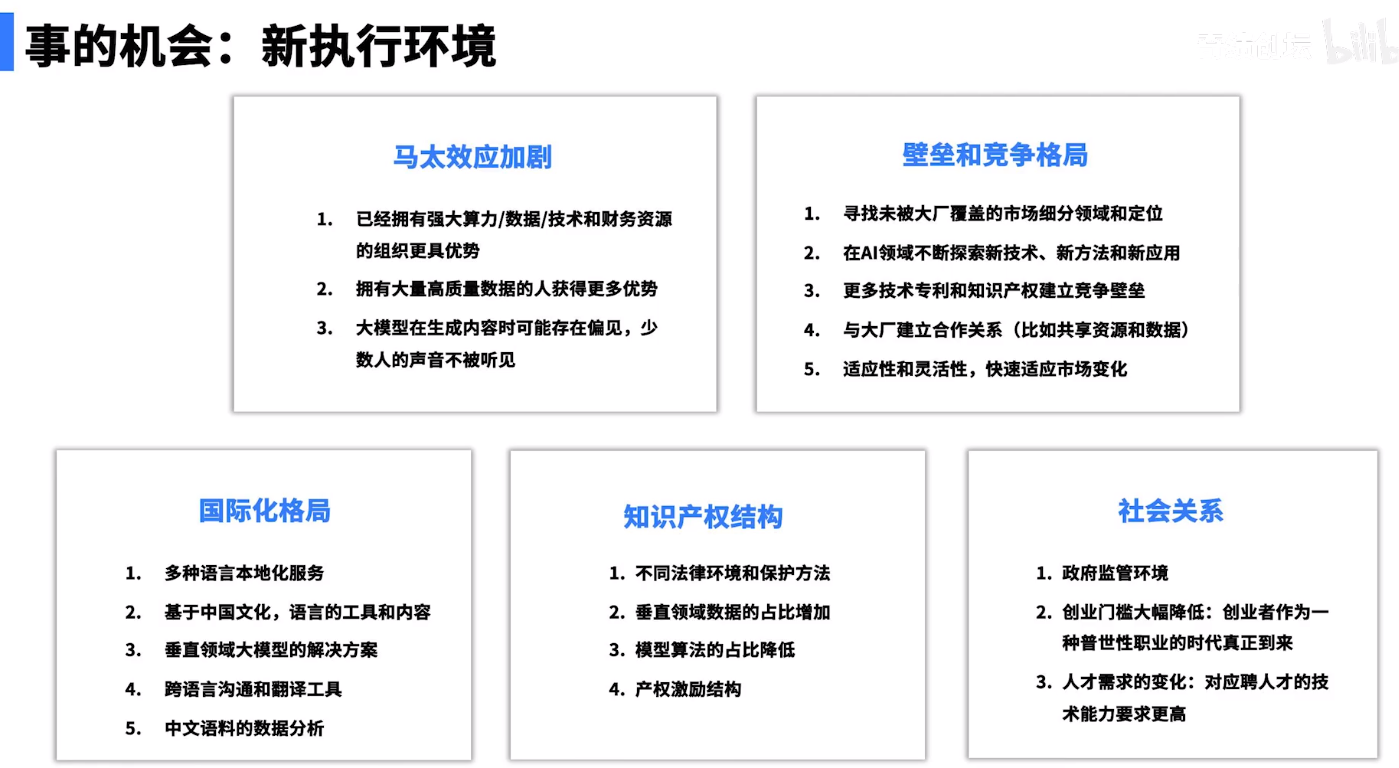 事的机会：新执行环境
马太效应加剧
1. 已经拥有强大算力/数据/技术和财务资源
的组织更具优势
2. 拥有大量高质量数据的人获得更多优势
3. 大模型在生成内容时可能存在偏见，少
数人的声音不被听见
壁垒和竞争格局
1. 寻找未被大厂覆盖的市场细分领域和定位
2. 在AI领域不断探索新技术、新方法和新应用
3. 更多技术专利和知识产权建立竞争壁垒
4. 与大厂建立合作关系（比如共享资源和数据）
5. 适应性和灵活性，快速适应市场变化
国际化格局
1. 多种语言本地化服务
2. 基于中国文化，语言的工具和内容
3. 垂直领域大模型的解决方案
4. 跨语言沟通和翻译工具
5. 中文语料的数据分析
知识产权结构
1. 不同法律环境和保护方法
2. 垂直领域数据的占比增加
3. 模型算法的占比降低
4. 产权激励结构
社会关系
1. 政府监管环境
2. 创业门槛大幅降低：创业者作为一
种普世性职业的时代真正到来
3. 人才需求的变化：对应聘人才的技
术能力要求更高